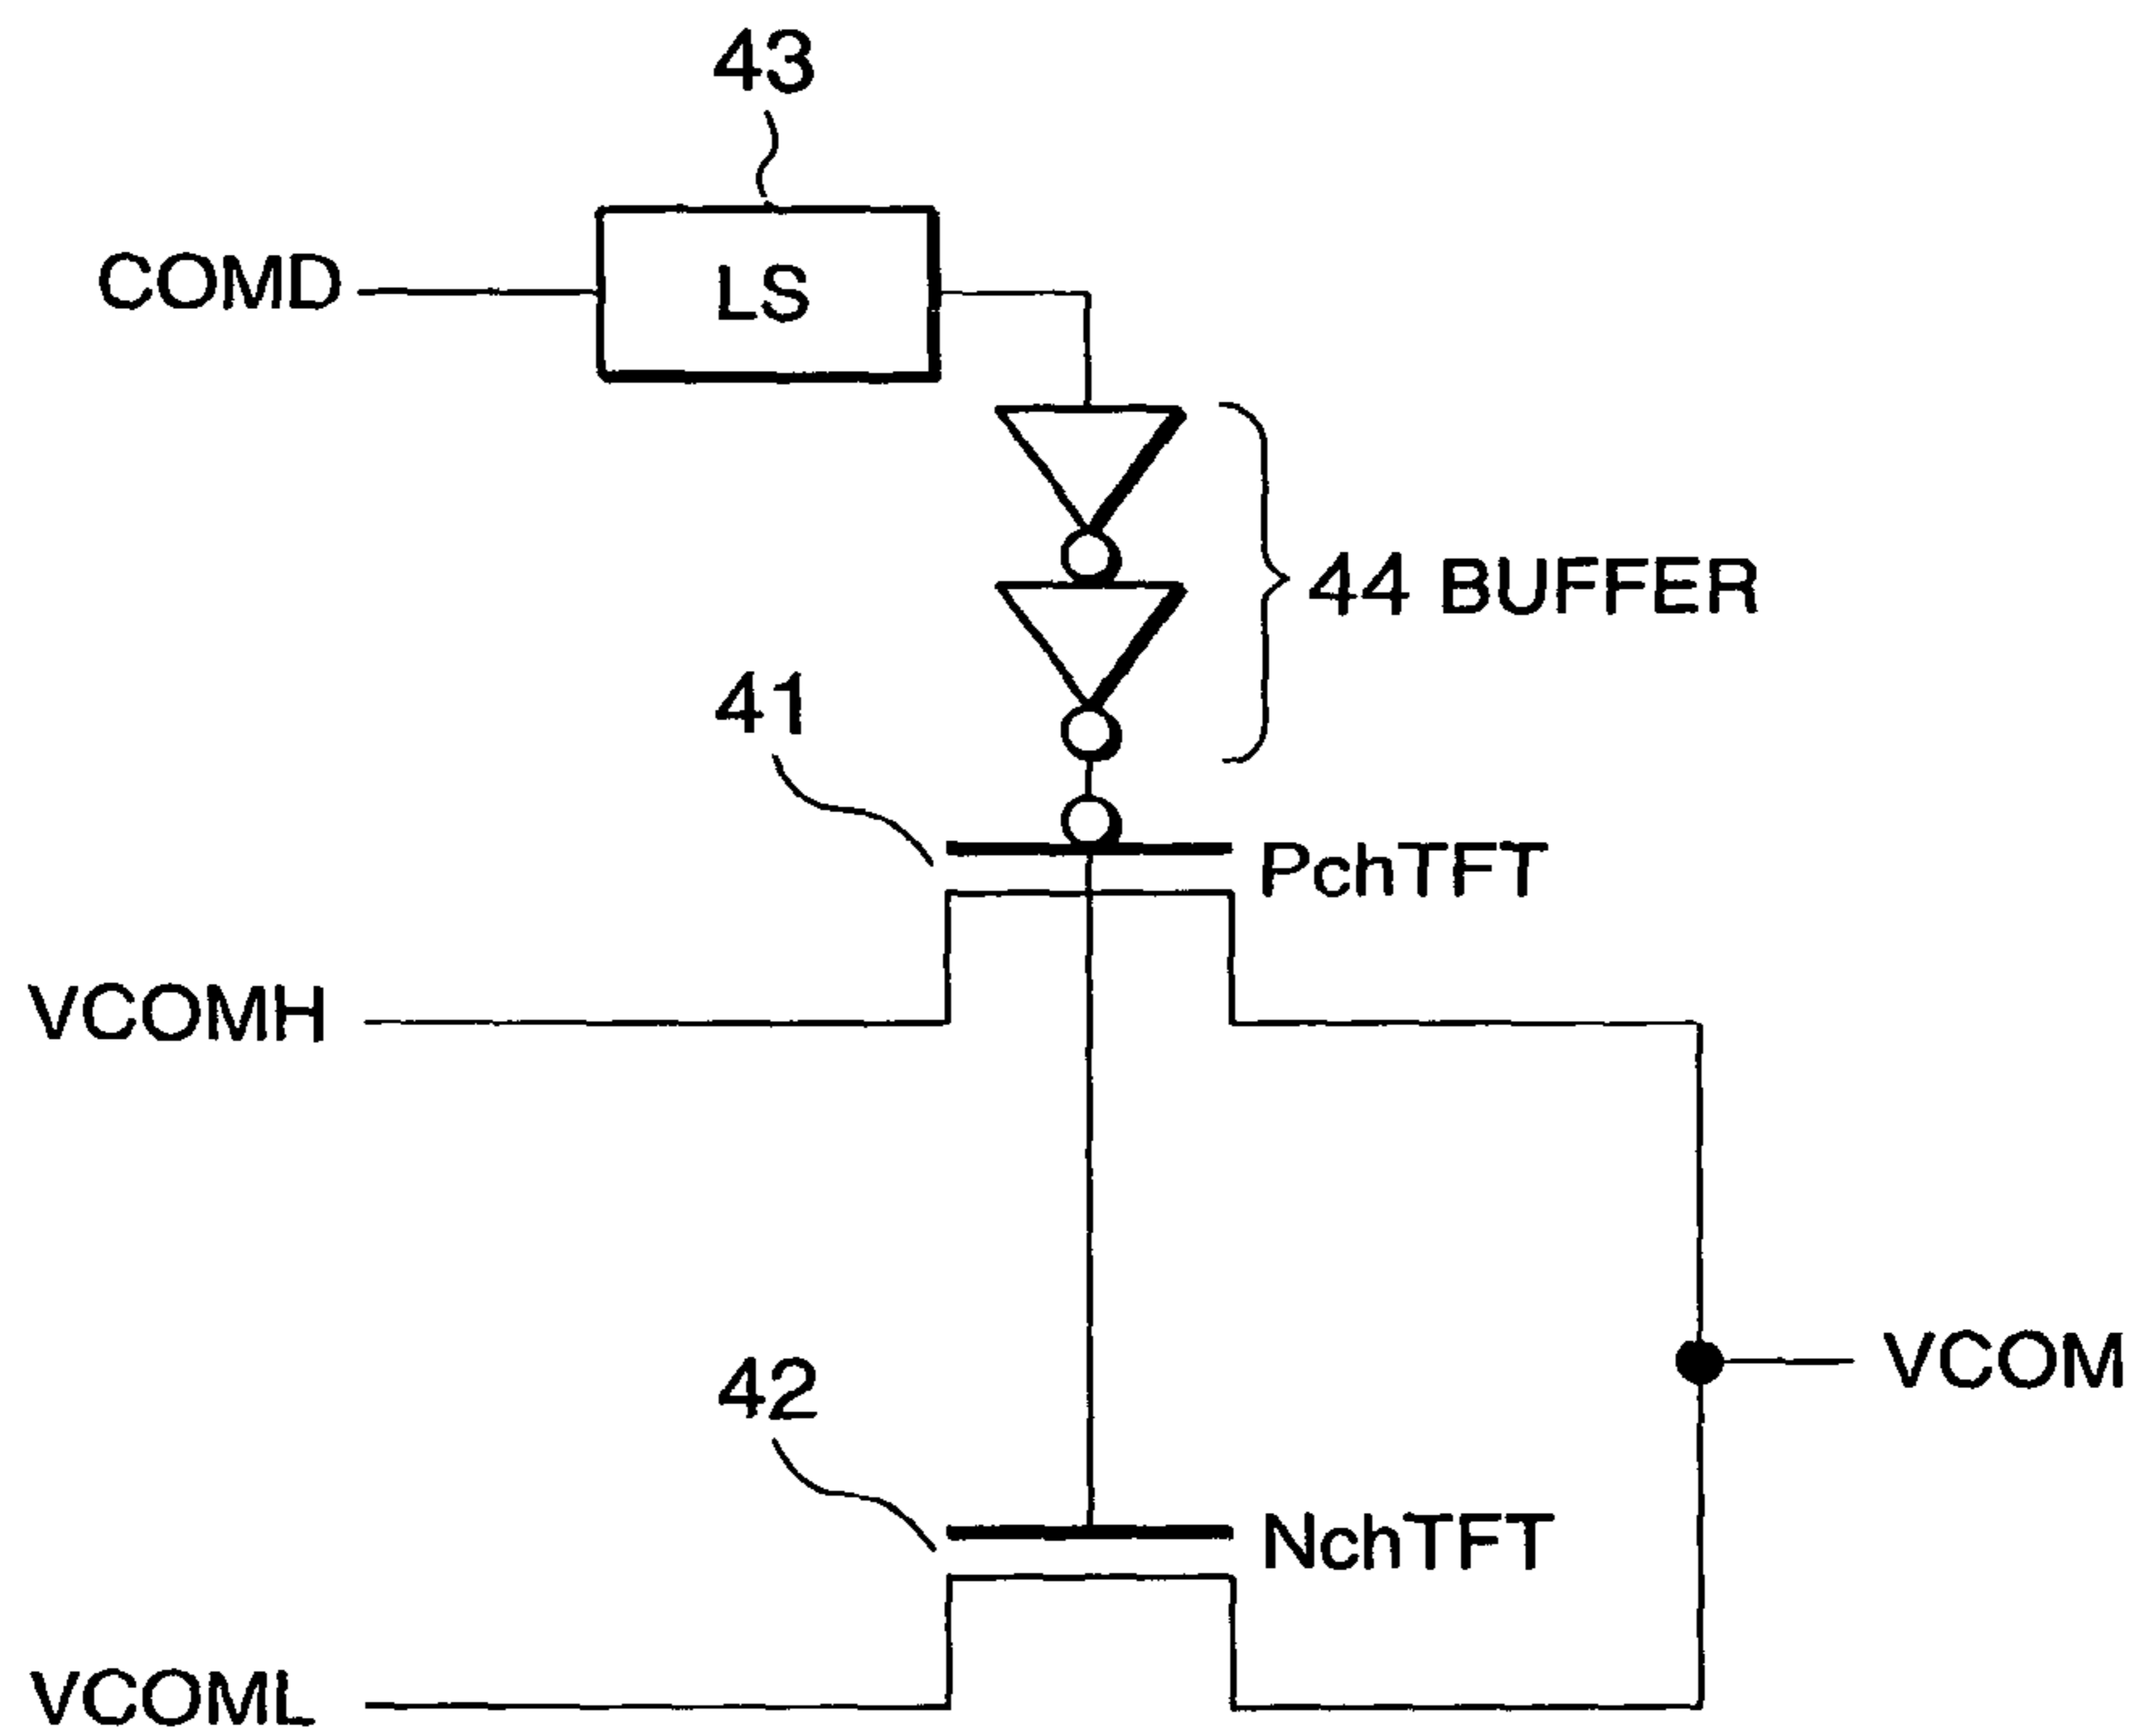 43
COMD
LS
44 BUFFER
41
PchTFT
VCOMH
VCOM
42
NchTFT
VCOML